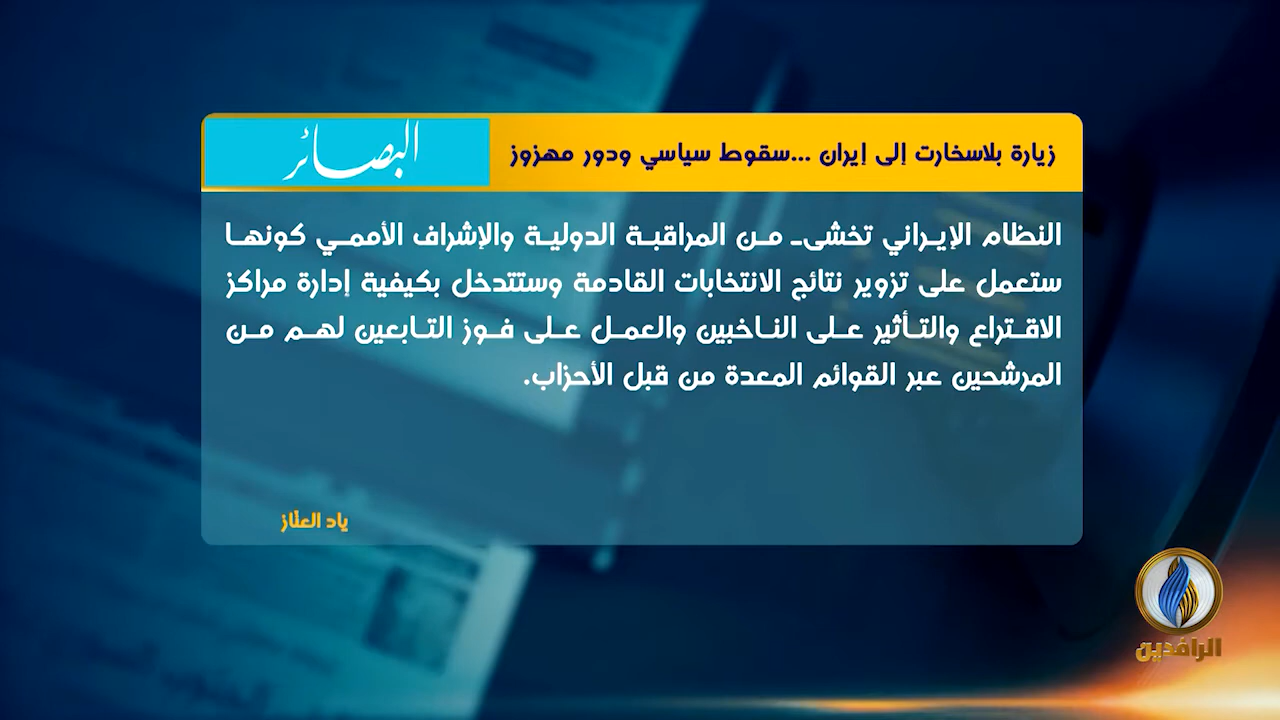 زيارة بلاسخارت إلى إيران ...سقوط سياسي ودور مهزوز
البصائر
النظام الإيراني تخشى من المراقبة الدولية والإشراف الأممي كونها
ستعمل على تزوير نتائج الانتخابات القادمة وستتدخل بكيفية إدارة مراكز
الاقتراع والتأثير على الناخبين والعمل على فوز التابعين لهم من
المرشحين عبر القوائم المعدة من قبل الأحزاب.
ياد العنّاز
الرافدين